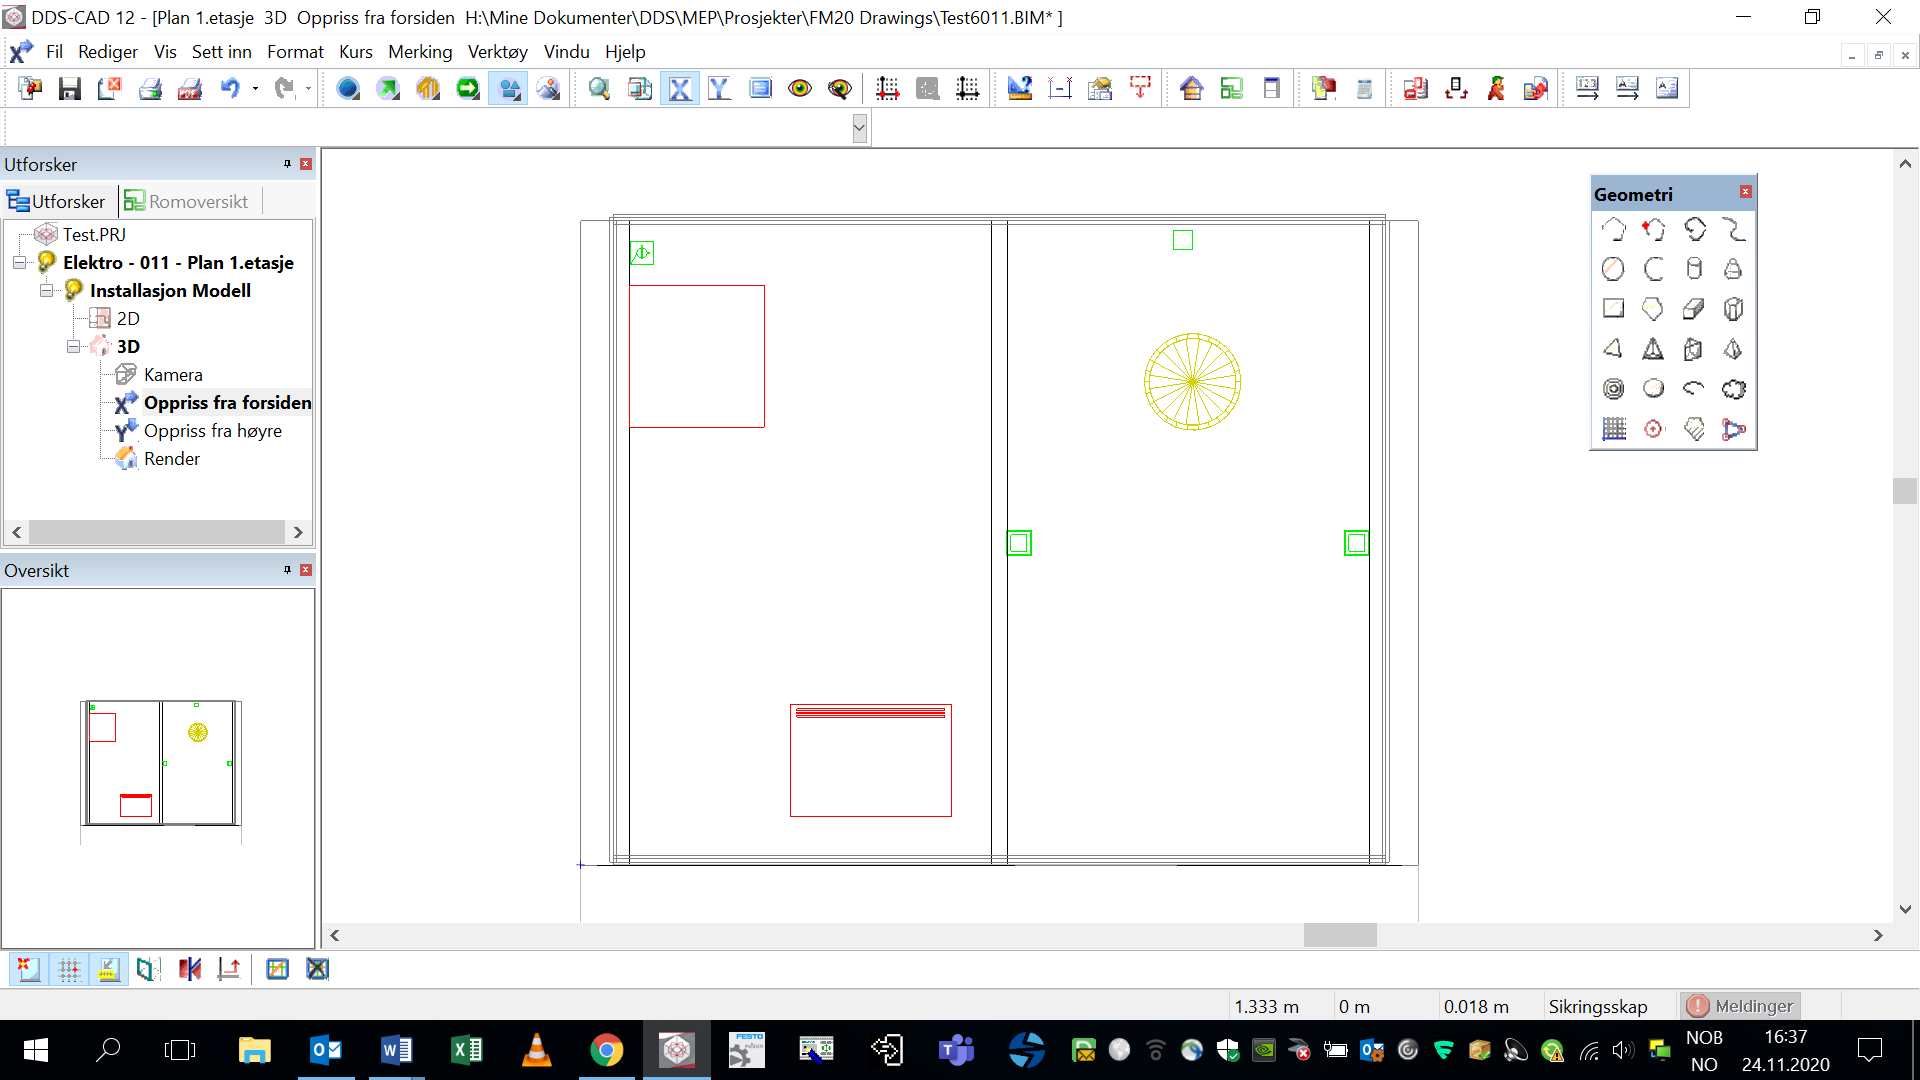 DDS-CAD 12 - [Plan 1.etasje  3D  Oppriss fra forsiden  H:\Mine Dokumenter\DDS\MEP\Prosjekter\FM20 Drawings\Test6011.BIM* ]
Fil Rediger Vis Sett inn Format Kurs Merking Verktøy Vindu Hjelp
Utforsker
Utforsker Romoversikt
Test.PRJ
Elektro - 011 - Plan 1.etasje
Installasjon Modell
2D
3D
Kamera
Oppriss fra forsiden
Oppriss fra høyre
Render
Oversikt
Geometri
1.333 m 0 m 0.018 m Sikringsskap Meldinger
FESTO
NOB
NO
16:37
24.11.2020